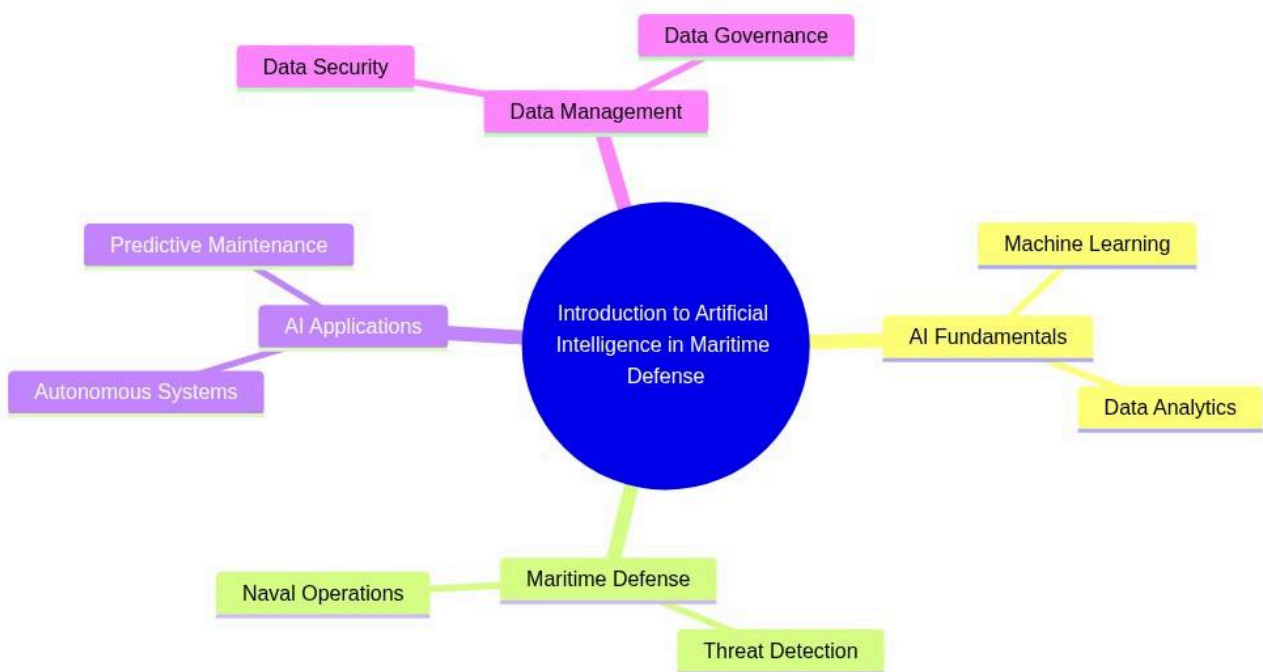 Data Governance
Data Security
Data Management
Predictive Maintenance
Machine Learning
AI Applications
Introduction to Artificial
Intelligence in Maritime
Defense
AI Fundamentals
Autonomous Systems
Data Analytics
Maritime Defense
Naval Operations
Threat Detection